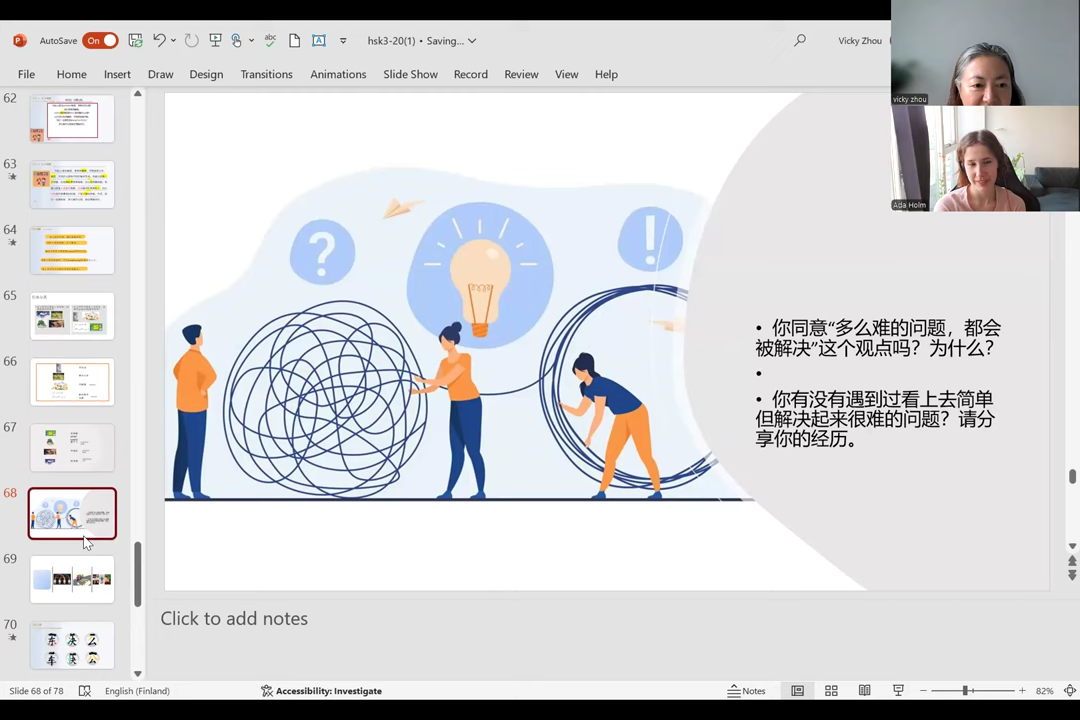 AutoSave
On
hsk3-20(1) • Saving...
Vicky Zhou
File
Home
Insert
Draw
Design
Transitions
Animations
Slide Show
Record
Review
View
Help
vicky zhou
Ada Holm
62
63
64
65
66
67
68
69
70
?
!
• 你同意“多么难的问题，都会
被解决”这个观点吗？为什么？
•
• 你有没有遇到过看上去简单
但解决起来很难的问题？请分
享你的经历。
Click to add notes
Slide 68 of 78
English (Finland)
Accessibility: Investigate
Notes
82%